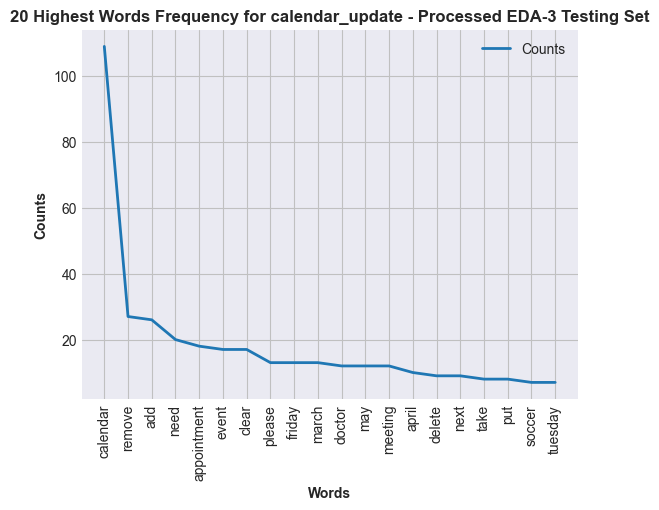 20 Highest Words Frequency for calendar_update - Processed EDA-3 Testing Set
Counts
100
80
60
40
20
Counts
calendar
remove
add
need
appointment
event
clear
please
friday
march
doctor
may
meeting
april
delete
next
take
put
soccer
tuesday
Words